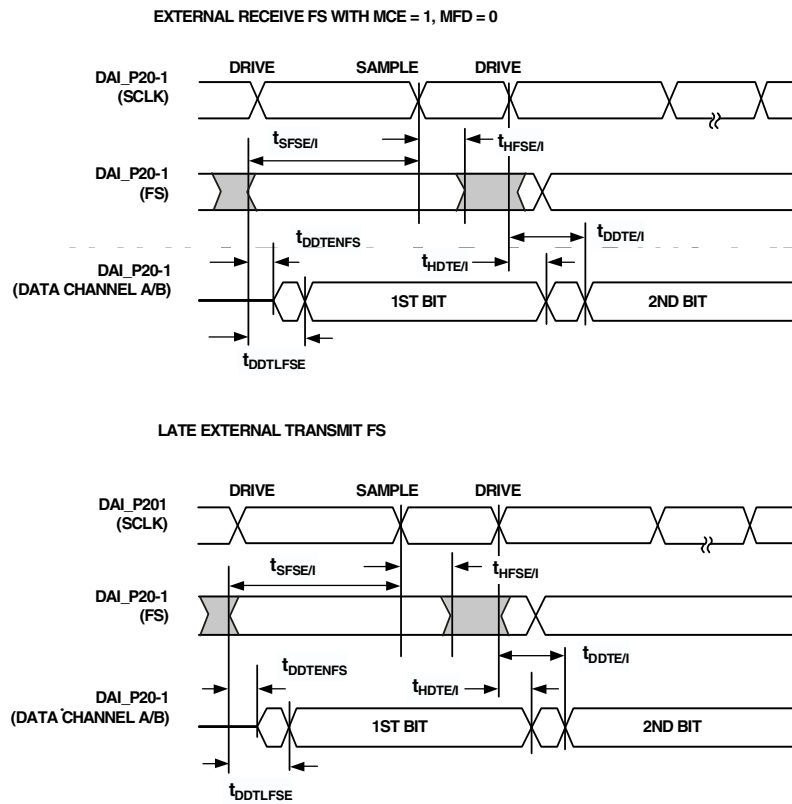 EXTERNAL RECEIVE FS WITH MCE = 1, MFD = 0
DRIVE SAMPLE DRIVE
DAI_P20-1
(SCLK)
tSFSE/I tHFSE/I
DAI_P20-1
(FS)
tDDTENFS tHDTE/I tDDTE/I
DAI_P20-1
(DATA CHANNEL A/B)
1ST BIT 2ND BIT
tDDTLFSE
LATE EXTERNAL TRANSMIT FS
DRIVE SAMPLE DRIVE
DAI_P201
(SCLK)
tSFSE/I tHFSE/I
DAI_P20-1
(FS)
tDDTENFS tHDTE/I tDDTE/I
DAI_P20-1
(DATA CHANNEL A/B)
1ST BIT 2ND BIT
tDDTLFSE